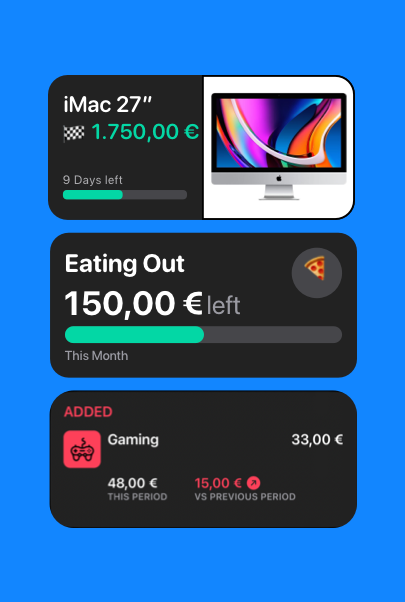 iMac 27″
🏁 1.750,00 €
9 Days left
Eating Out
150,00 € left
This Month
ADDED
Gaming 33,00 €
48,00 € 15,00 €
THIS PERIOD VS PREVIOUS PERIOD